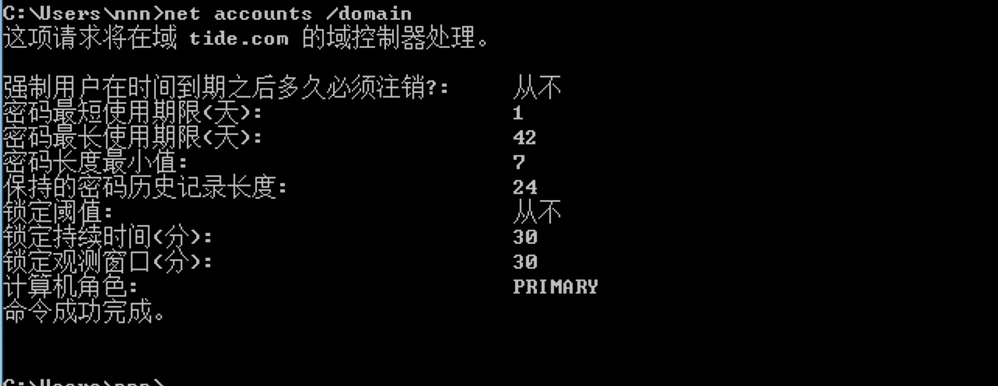 C:\Users\nnn>net accounts /domain
这项请求将在域 tide.com 的域控制器处理。
强制用户在时间到期之后多久必须注销?: 从不
密码最短使用期限(天): 1
密码最长使用期限(天): 42
密码长度最小值: 7
保持的密码历史记录长度: 24
锁定阈值: 从不
锁定持续时间(分): 30
锁定观测窗口(分): 30
计算机角色: PRIMARY
命令成功完成。
C:\Users\nnn>